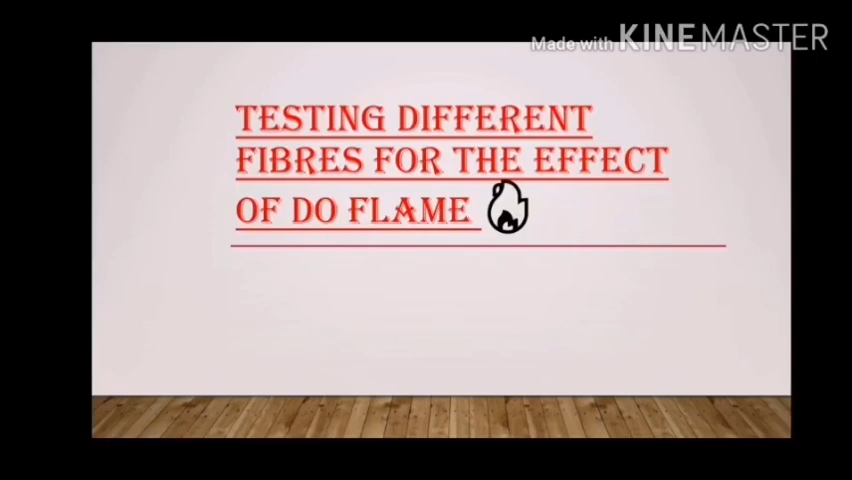 Made with KINEMASTER
TESTING DIFFERENT
FIBRES FOR THE EFFECT
OF DO FLAME